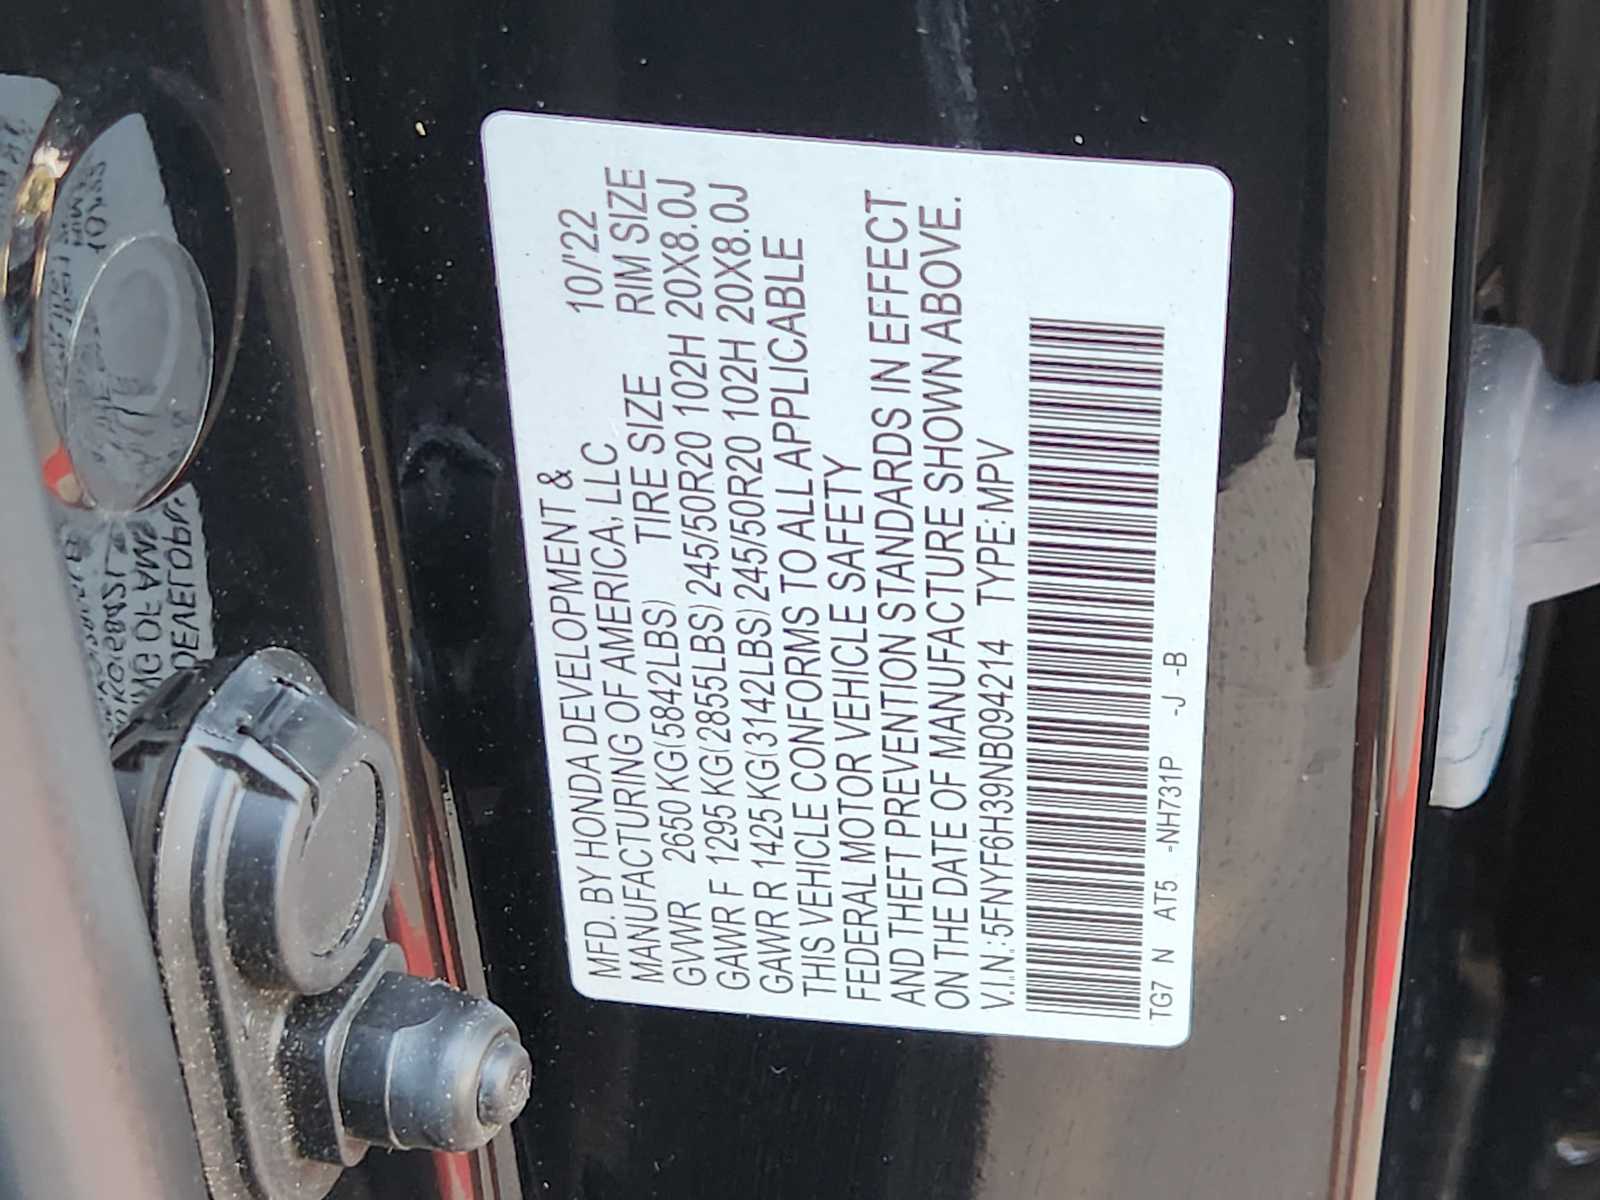 MFD. BY HONDA DEVELOPMENT &
MANUFACTURING OF AMERICA, LLC 10/'22
GVWR 2650 KG(5842LBS) TIRE SIZE RIM SIZE
GAWR F 1295 KG(2855LBS) 245/50R20 102H 20X8.0J
GAWR R 1425 KG(3142LBS) 245/50R20 102H 20X8.0J
THIS VEHICLE CONFORMS TO ALL APPLICABLE
FEDERAL MOTOR VEHICLE SAFETY
AND THEFT PREVENTION STANDARDS IN EFFECT
ON THE DATE OF MANUFACTURE SHOWN ABOVE.
V.I.N.:5FNYF6H39NB094214 TYPE:MPV
TG7 N AT5 -NH731P -J -B